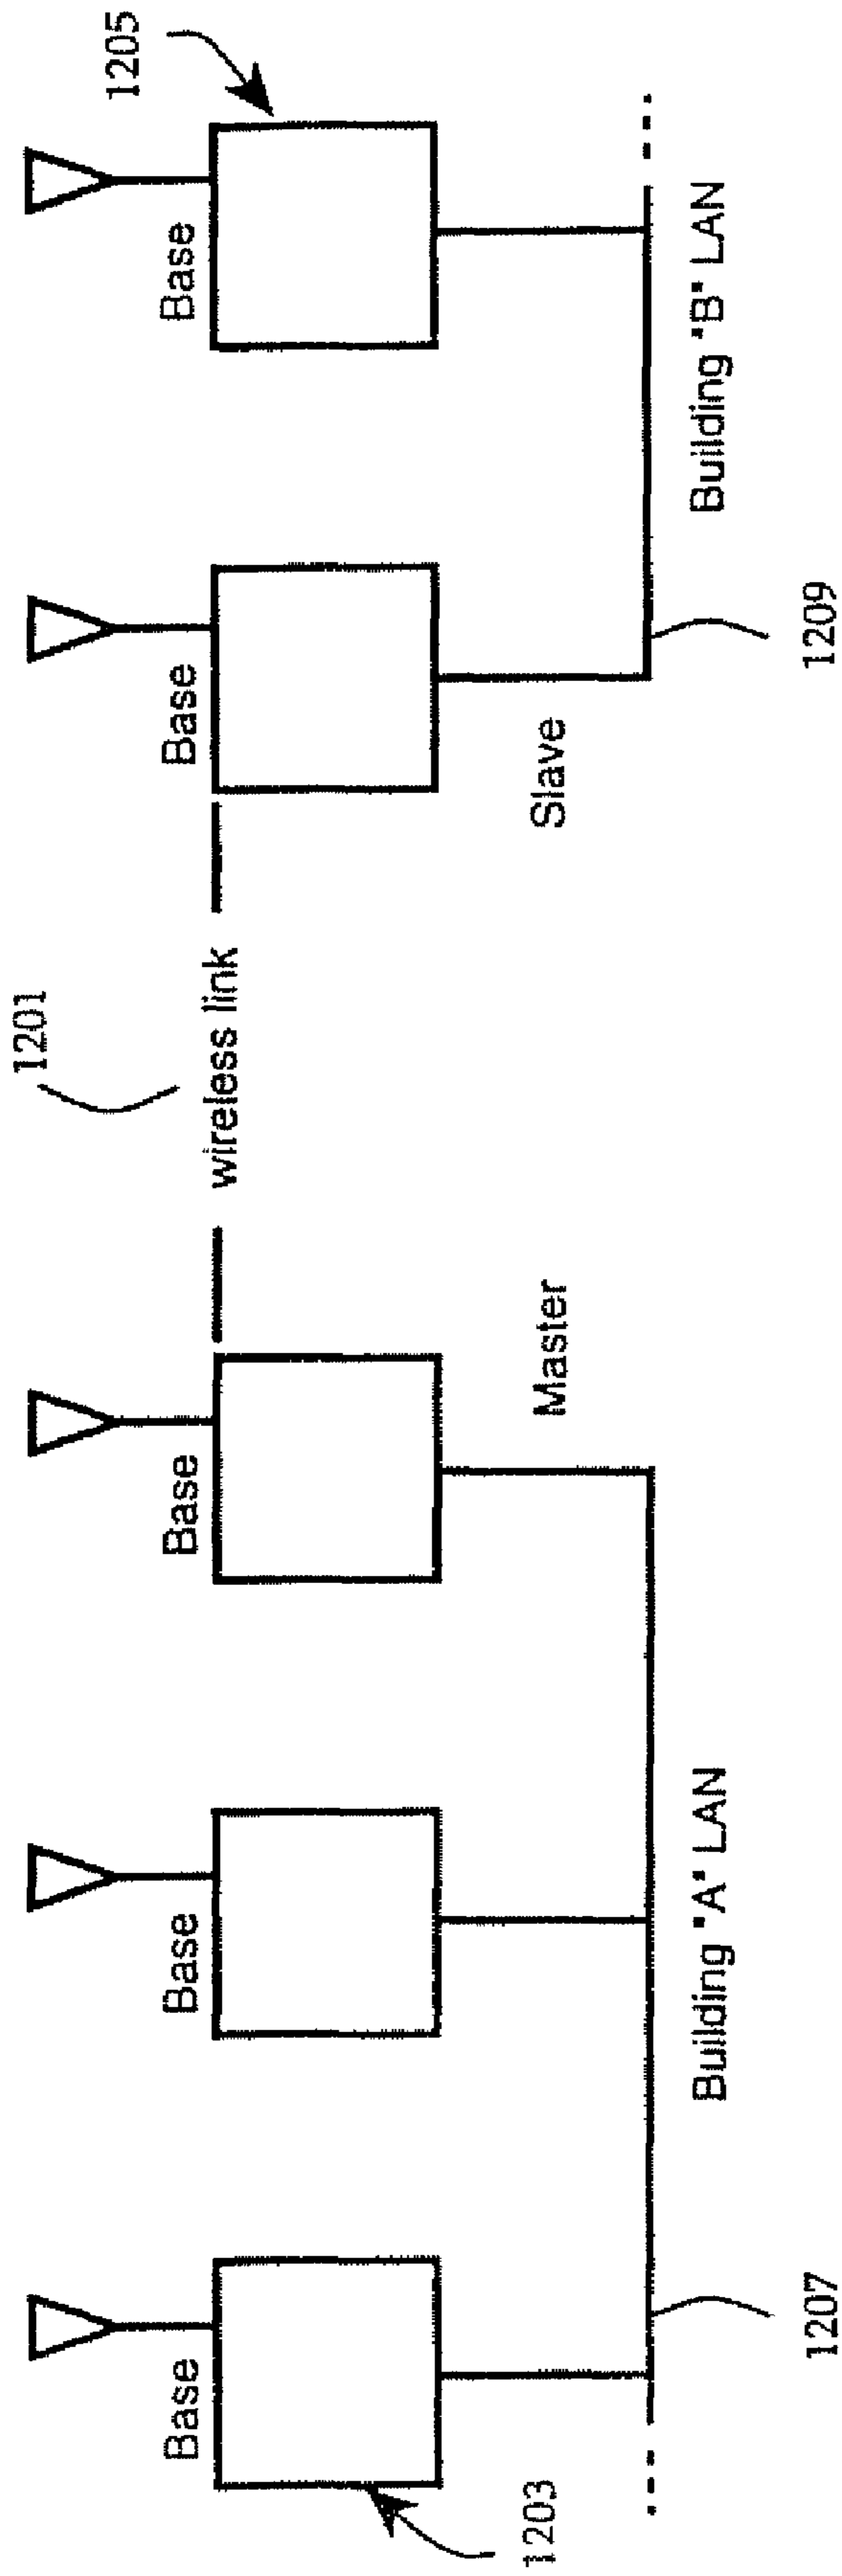 1201
1205
Base
Base
Base
Base
Base
wireless link
1203
Master
Slave
Building "A" LAN
Building "B" LAN
1207
1209